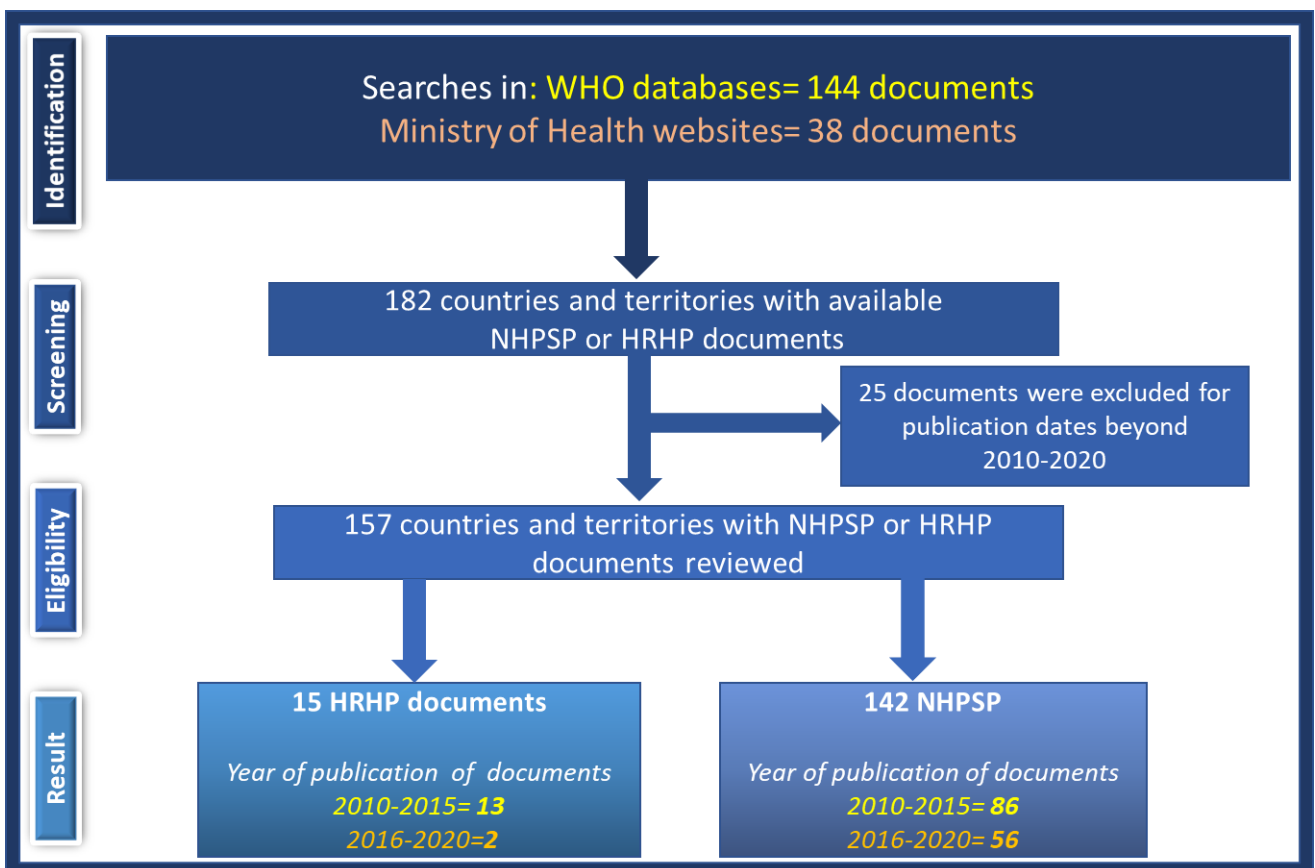 Identification
Searches in: WHO databases= 144 documents
Ministry of Health websites= 38 documents
Screening
182 countries and territories with available
NHPSP or HRHP documents
25 documents were excluded for
publication dates beyond
2010-2020
Eligibility
157 countries and territories with NHPSP or HRHP
documents reviewed
Result
15 HRHP documents
Year of publication of documents
2010-2015= 13
2016-2020=2
142 NHPSP
Year of publication of documents
2010-2015= 86
2016-2020= 56